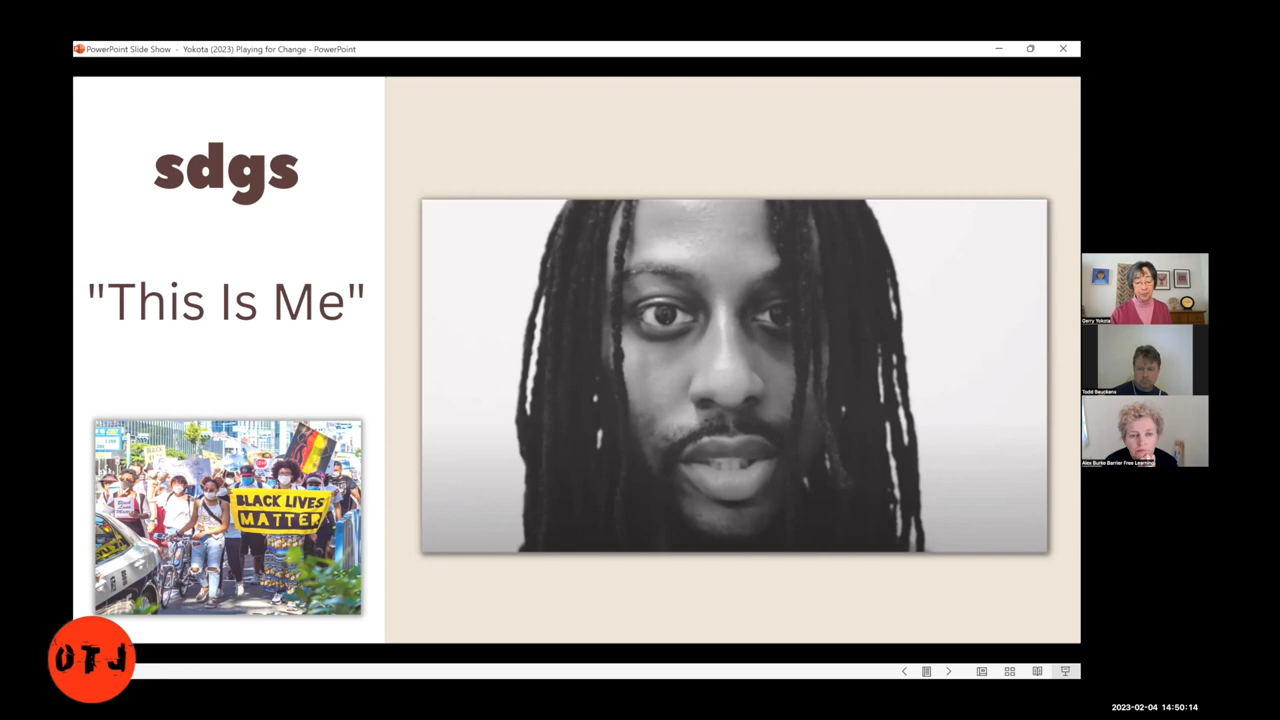 PowerPoint Slide Show - Yokota (2023) Playing for Change - PowerPoint
sdgs
"This Is Me"
BLACK LIVES
MATTER
OTJ
Gerry Yokota
Todd Beuckens
Alex Burke Barrier Free Learning
2023-02-04 14:50:14